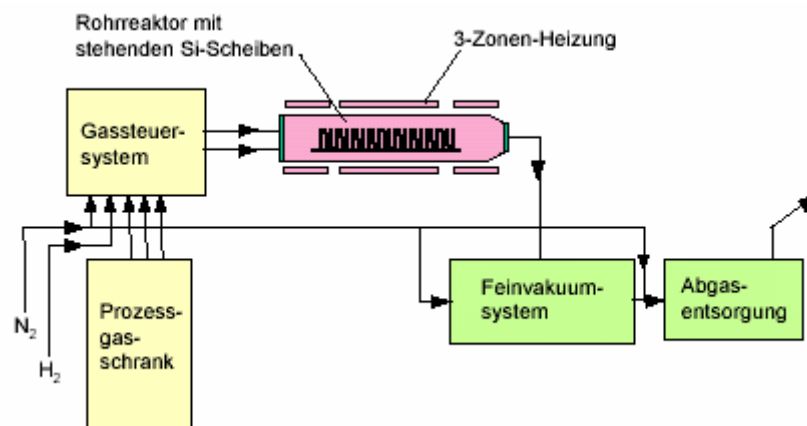 Rohrreaktor mit
stehenden Si-Scheiben
3-Zonen-Heizung
Gassteuer-
system
Feinvakuum-
system
Abgas-
entsorgung
Prozess-
gas-
schrank
N₂
H₂